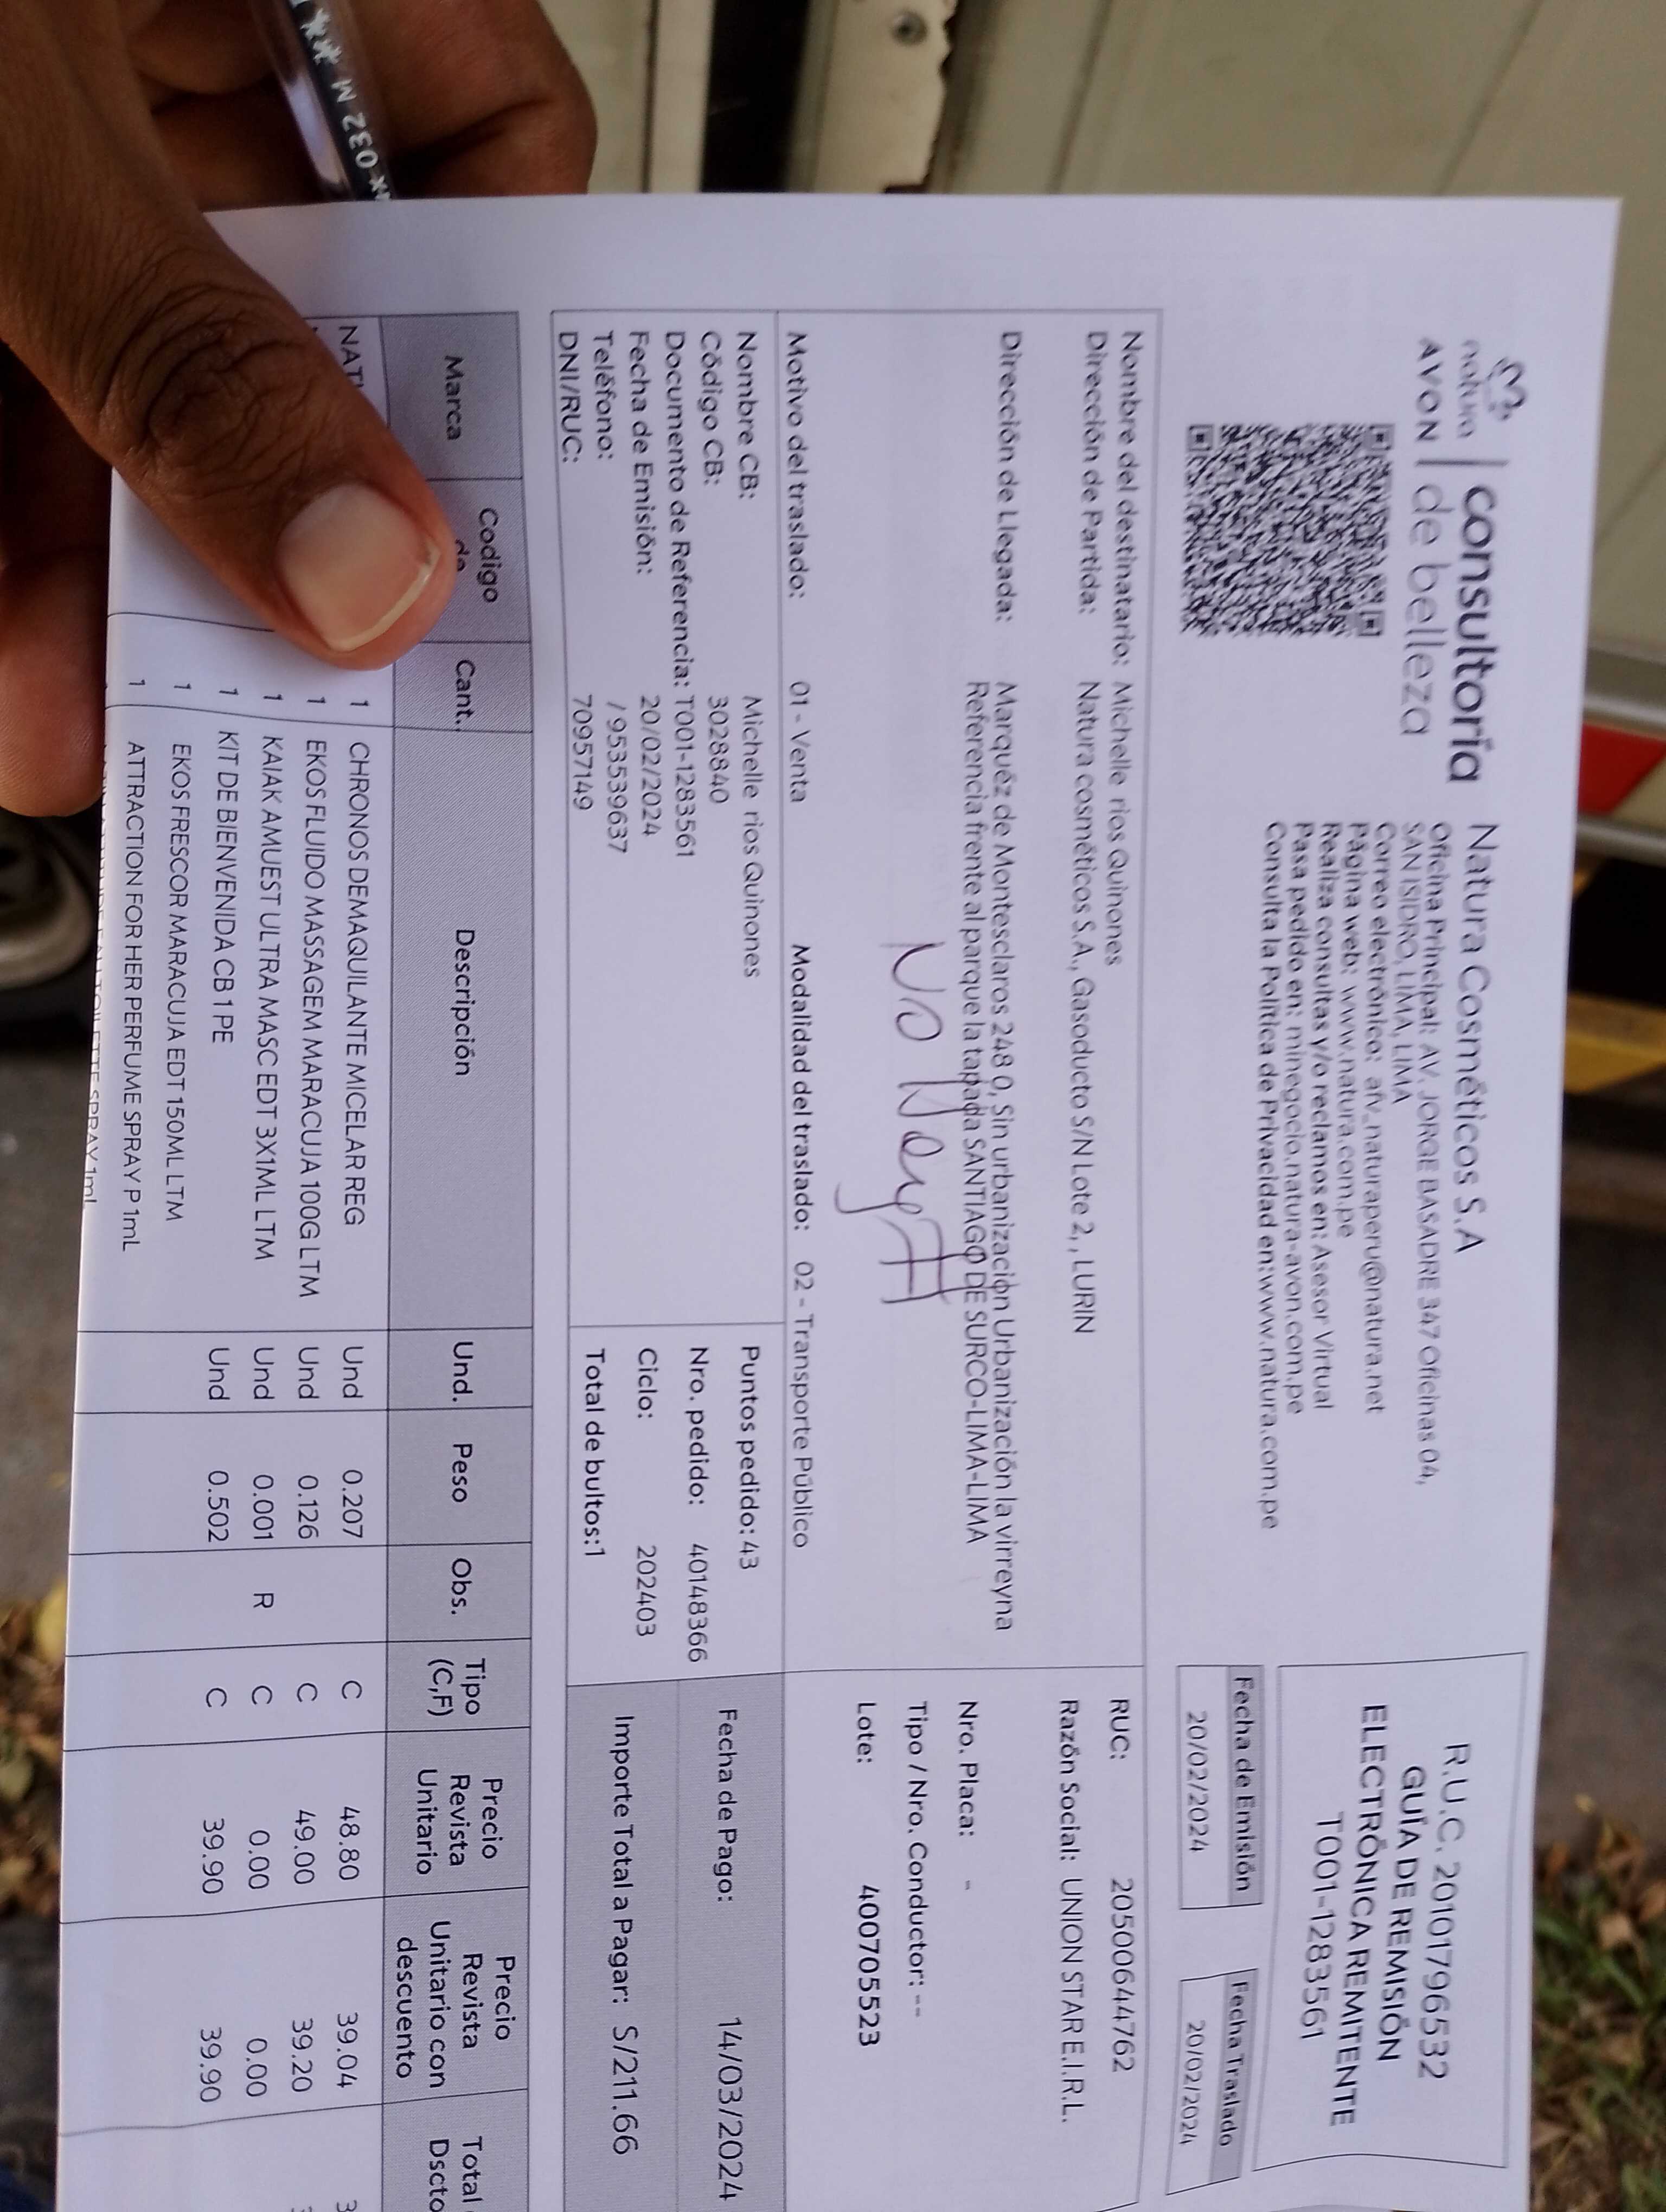 natura
AVON
consultoría
de belleza
Natura Cosméticos S.A
Oficina Principal: AV. JORGE BASADRE 347 Oficinas 04,
SAN ISIDRO, LIMA, LIMA
Correo electrónico: afv_naturaperu@natura.net
Página web: www.natura.com.pe
Realiza consultas y/o reclamos en: Asesor Virtual
Pasa pedido en: minegocio.natura-avon.com.pe
Consulta la Política de Privacidad en:www.natura.com.pe
R.U.C. 20101796532
GUÍA DE REMISIÓN
ELECTRÓNICA REMITENTE
T001-1283561
Fecha de Emisión
20/02/2024
Fecha Traslado
20/02/2024
Nombre del destinatario: Michelle rios Quinones
Dirección de Partida: Natura cosméticos S.A., Gasoducto S/N Lote 2, , LURIN
Dirección de Llegada: Marquéz de Montesclaros 248 0, Sin urbanización Urbanización la virreyna
Referencia frente al parque la tapada SANTIAGO DE SURCO-LIMA-LIMA
RUC: 20500644762
Razón Social: UNION STAR E.I.R.L.
Nro. Placa: -
Tipo / Nro. Conductor: --
Lote: 400705523
No
Motivo del traslado: 01 - Venta Modalidad del traslado: 02 - Transporte Público
Nombre CB: Michelle rios Quinones
Código CB: 3028840
Documento de Referencia: T001-1283561
Fecha de Emisión: 20/02/2024
Teléfono: / 953539637
DNI/RUC: 70957149
Puntos pedido: 43
Nro. pedido: 40148366
Ciclo: 202403
Total de bultos:1
Fecha de Pago: 14/03/2024
Importe Total a Pagar: S/211.66
Marca Codigo de Cant. Descripción Und. Peso Obs. Tipo (C,F) Precio Revista Unitario Precio Revista Unitario con descuento Total Dscto
1 CHRONOS DEMAQUILANTE MICELAR REG Und 0.207 C 48.80 39.04
1 EKOS FLUIDO MASSAGEM MARACUJA 100G LTM Und 0.126 C 49.00 39.20
1 KAIAK AMUEST ULTRA MASC EDT 3X1ML LTM Und 0.001 R C 0.00 0.00
1 KIT DE BIENVENIDA CB 1 PE Und 0.502 C 39.90 39.90
1 EKOS FRESCOR MARACUJA EDT 150ML LTM
1 ATTRACTION FOR HER PERFUME SPRAY P 1mL
SPRAY 1mL